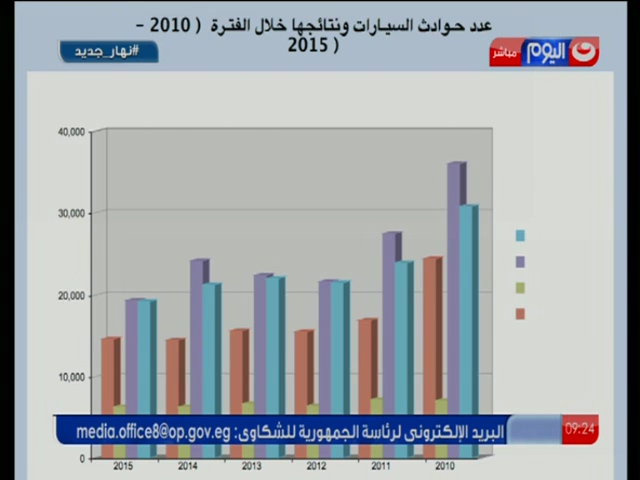 عدد حوادث السيارات ونتائجها خلال الفترة ( 2010 –
2015 )
#نهار_جديد
اليوم
مباشر
40,000
30,000
20,000
10,000
0
2015 2014 2013 2012 2011 2010
البريد الإلكترونى لرئاسة الجمهورية للشكاوى: media.office8@op.gov.eg
09:24